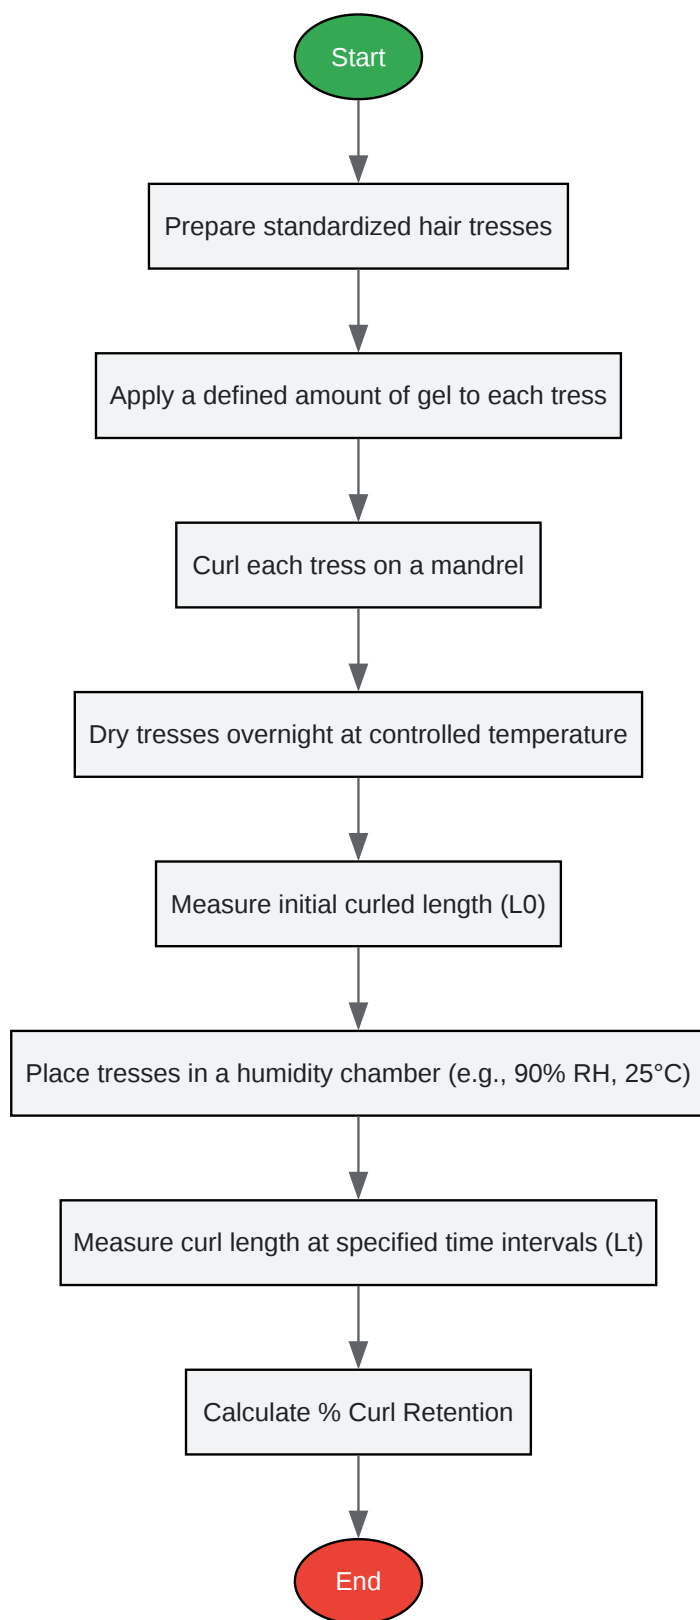 Start
Prepare standardized hair tresses
Apply a defined amount of gel to each tress
Curl each tress on a mandrel
Dry tresses overnight at controlled temperature
Measure initial curled length (L0)
Place tresses in a humidity chamber (e.g., 90% RH, 25°C)
Measure curl length at specified time intervals (Lt)
Calculate % Curl Retention
End